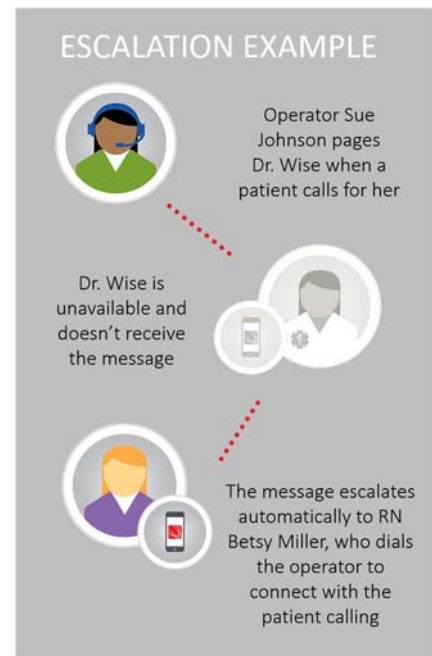 ESCALATION EXAMPLE
Operator Sue
Johnson pages
Dr. Wise when a
patient calls for her
Dr. Wise is
unavailable and
doesn’t receive
the message
The message escalates
automatically to RN
Betsy Miller, who dials
the operator to
connect with the
patient calling